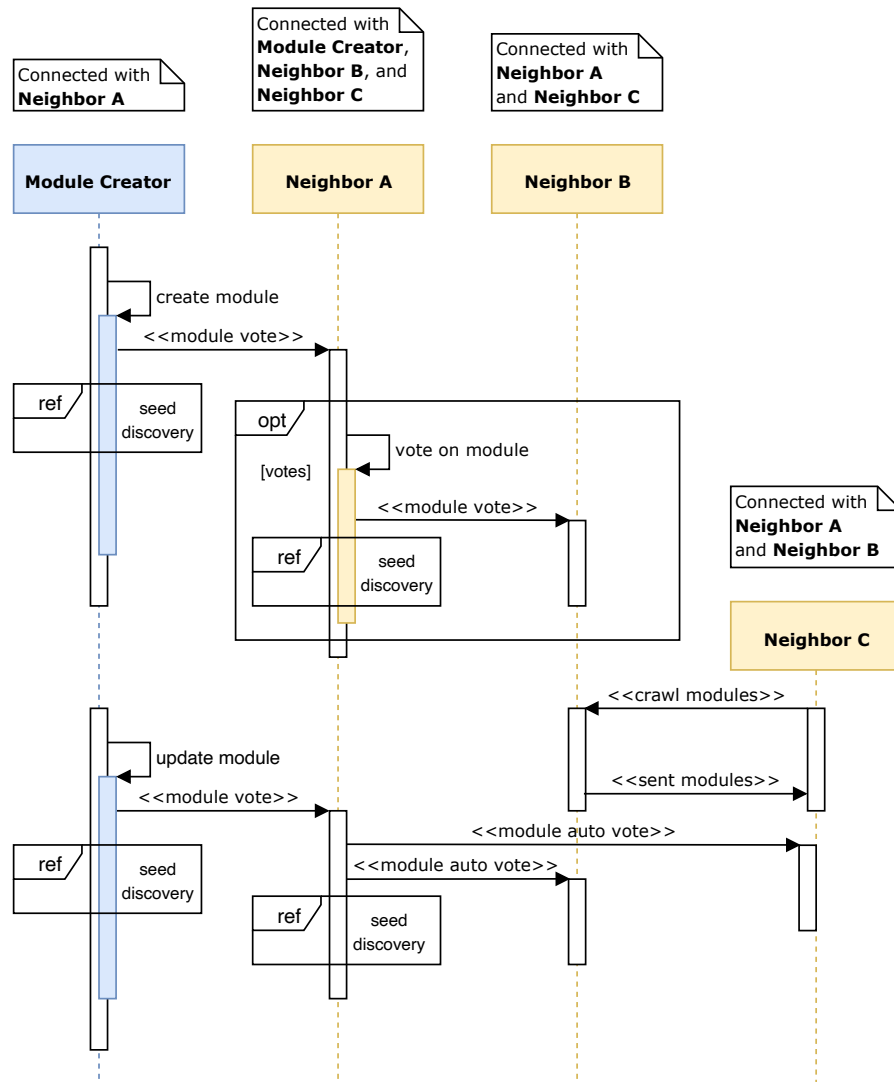 Connected with
Module Creator,
Neighbor B, and
Neighbor C
Connected with
Neighbor A
Connected with
Neighbor A
and Neighbor C
Module Creator
Neighbor A
Neighbor B
create module
<<module vote>>
ref
seed
discovery
opt
[votes]
vote on module
<<module vote>>
ref
seed
discovery
Connected with
Neighbor A
and Neighbor B
Neighbor C
<<crawl modules>>
update module
<<sent modules>>
<<module vote>>
<<module auto vote>>
ref
seed
discovery
<<module auto vote>>
ref
seed
discovery